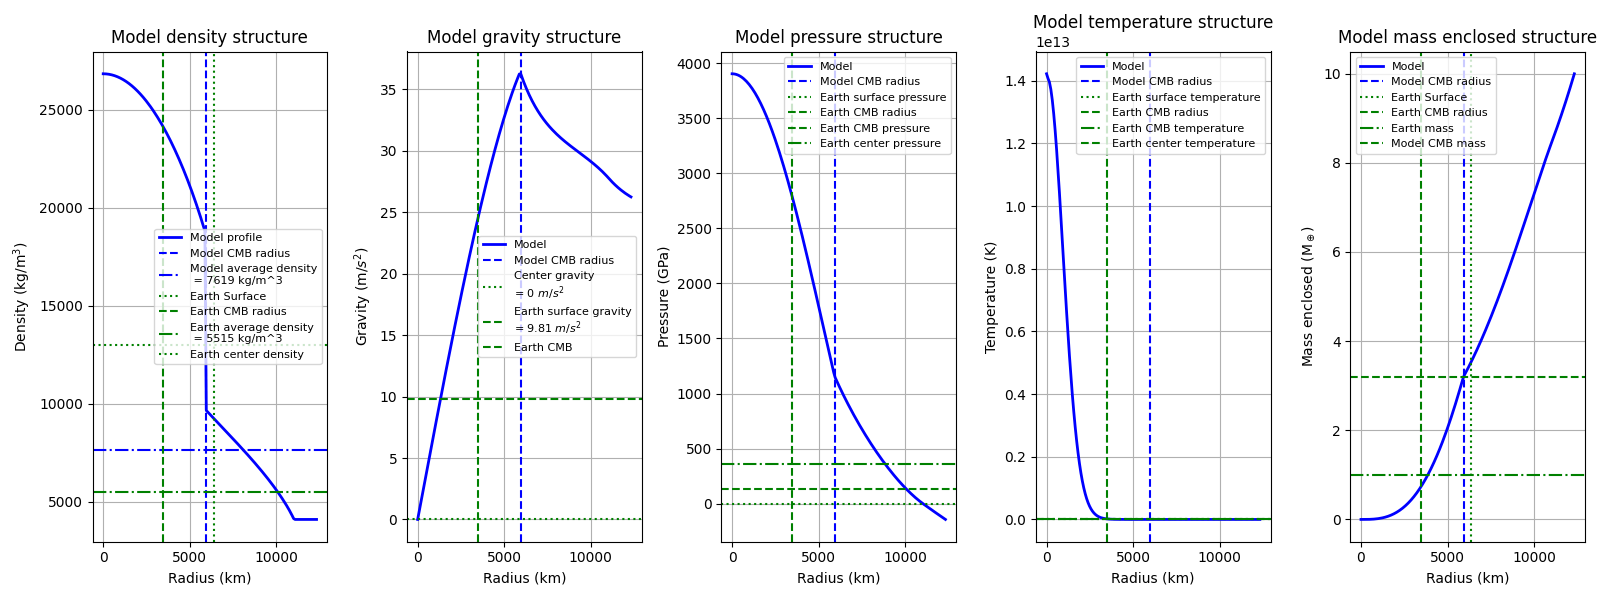 Model density structure
Density (kg/m³)
25000
20000
15000
10000
5000
0
5000
10000
Radius (km)
Model profile
Model CMB radius
Model average density
= 7619 kg/m^3
Earth Surface
Earth CMB radius
Earth average density
= 5515 kg/m^3
Earth center density
Model gravity structure
Gravity (m/s²)
35
30
25
20
15
10
5
0
0
5000
10000
Radius (km)
Model
Model CMB radius
Center gravity
= 0 m/s²
Earth surface gravity
= 9.81 m/s²
Earth CMB
Model pressure structure
Pressure (GPa)
4000
3500
3000
2500
2000
1500
1000
500
0
0
5000
10000
Radius (km)
Model
Model CMB radius
Earth surface pressure
Earth CMB radius
Earth CMB pressure
Earth center pressure
Model temperature structure
1e13
Temperature (K)
1.4
1.2
1.0
0.8
0.6
0.4
0.2
0.0
0
5000
10000
Radius (km)
Model
Model CMB radius
Earth surface temperature
Earth CMB radius
Earth CMB temperature
Earth center temperature
Model mass enclosed structure
Mass enclosed (M⊕)
10
8
6
4
2
0
0
5000
10000
Radius (km)
Model
Model CMB radius
Earth Surface
Earth CMB radius
Earth mass
Model CMB mass